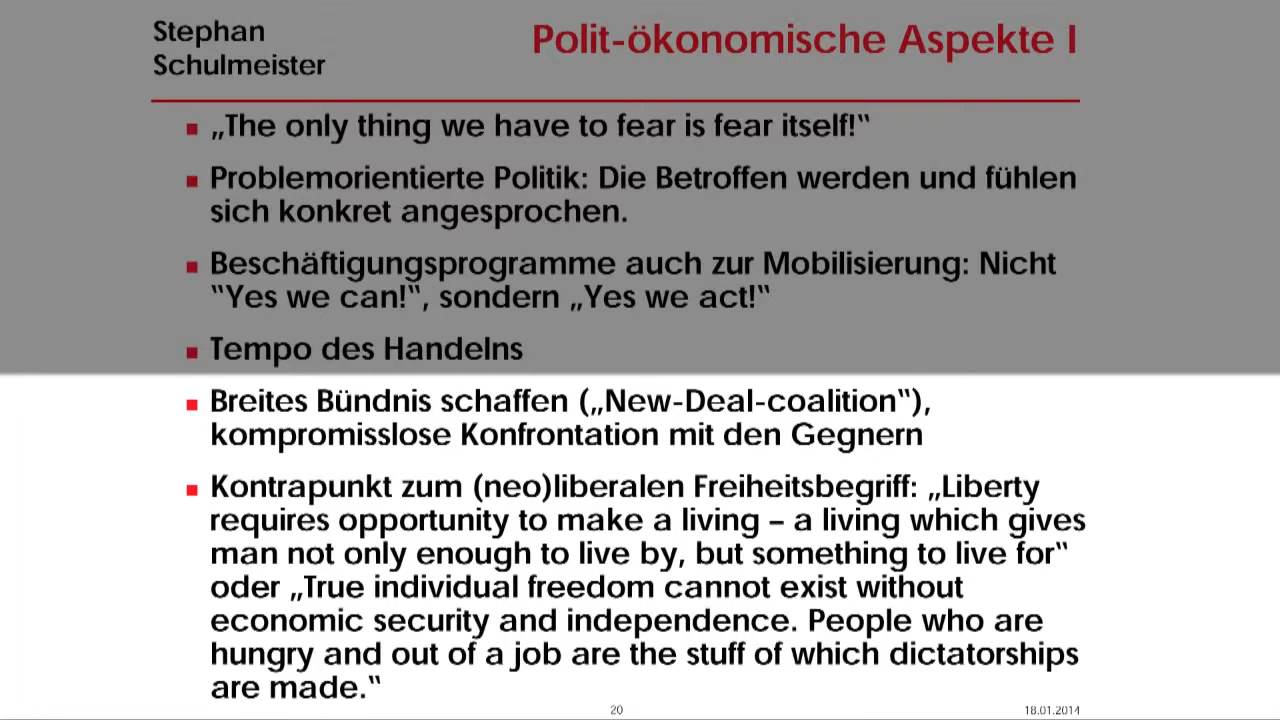 Stephan
Schulmeister
Polit-ökonomische Aspekte I
▪ „The only thing we have to fear is fear itself!‟
▪ Problemorientierte Politik: Die Betroffen werden und fühlen
sich konkret angesprochen.
▪ Beschäftigungsprogramme auch zur Mobilisierung: Nicht
‟Yes we can!‟, sondern „Yes we act!‟
▪ Tempo des Handelns
▪ Breites Bündnis schaffen („New-Deal-coalition‟),
kompromisslose Konfrontation mit den Gegnern
▪ Kontrapunkt zum (neo)liberalen Freiheitsbegriff: „Liberty
requires opportunity to make a living – a living which gives
man not only enough to live by, but something to live for‟
oder „True individual freedom cannot exist without
economic security and independence. People who are
hungry and out of a job are the stuff of which dictatorships
are made.‟
20
18.01.2014